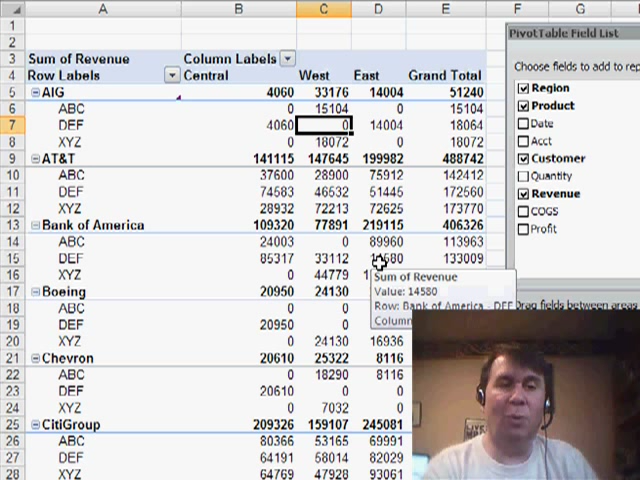 A B C D E F G
1
2
3 Sum of Revenue Column Labels
4 Row Labels Central West East Grand Total
5 AIG 4060 33176 14004 51240
6 ABC 0 15104 0 15104
7 DEF 4060 0 14004 18064
8 XYZ 0 18072 0 18072
9 AT&T 141115 147645 199982 488742
10 ABC 37600 28900 75912 142412
11 DEF 74583 46532 51445 172560
12 XYZ 28932 72213 72625 173770
13 Bank of America 109320 77891 219115 406326
14 ABC 24003 0 89960 113963
15 DEF 85317 33112 133009
16 XYZ 0 44779
17 Boeing 20950 24130
18 ABC 0 0
19 DEF 20950 0
20 XYZ 0 24130 16936
21 Chevron 20610 25322 8116
22 ABC 0 18290 8116
23 DEF 20610 0 0
24 XYZ 0 7032 0
25 CitiGroup 209326 159107 245081
26 ABC 80366 53165 69991
27 DEF 64191 58014 82029
28 XYZ 64769 47928 93061
Sum of Revenue
Value: 14580
Row: Bank of America - DEF
Column
PivotTable Field List
Choose fields to add to rep
Region
Product
Date
Acct
Customer
Quantity
Revenue
COGS
Profit
Drag fields between areas